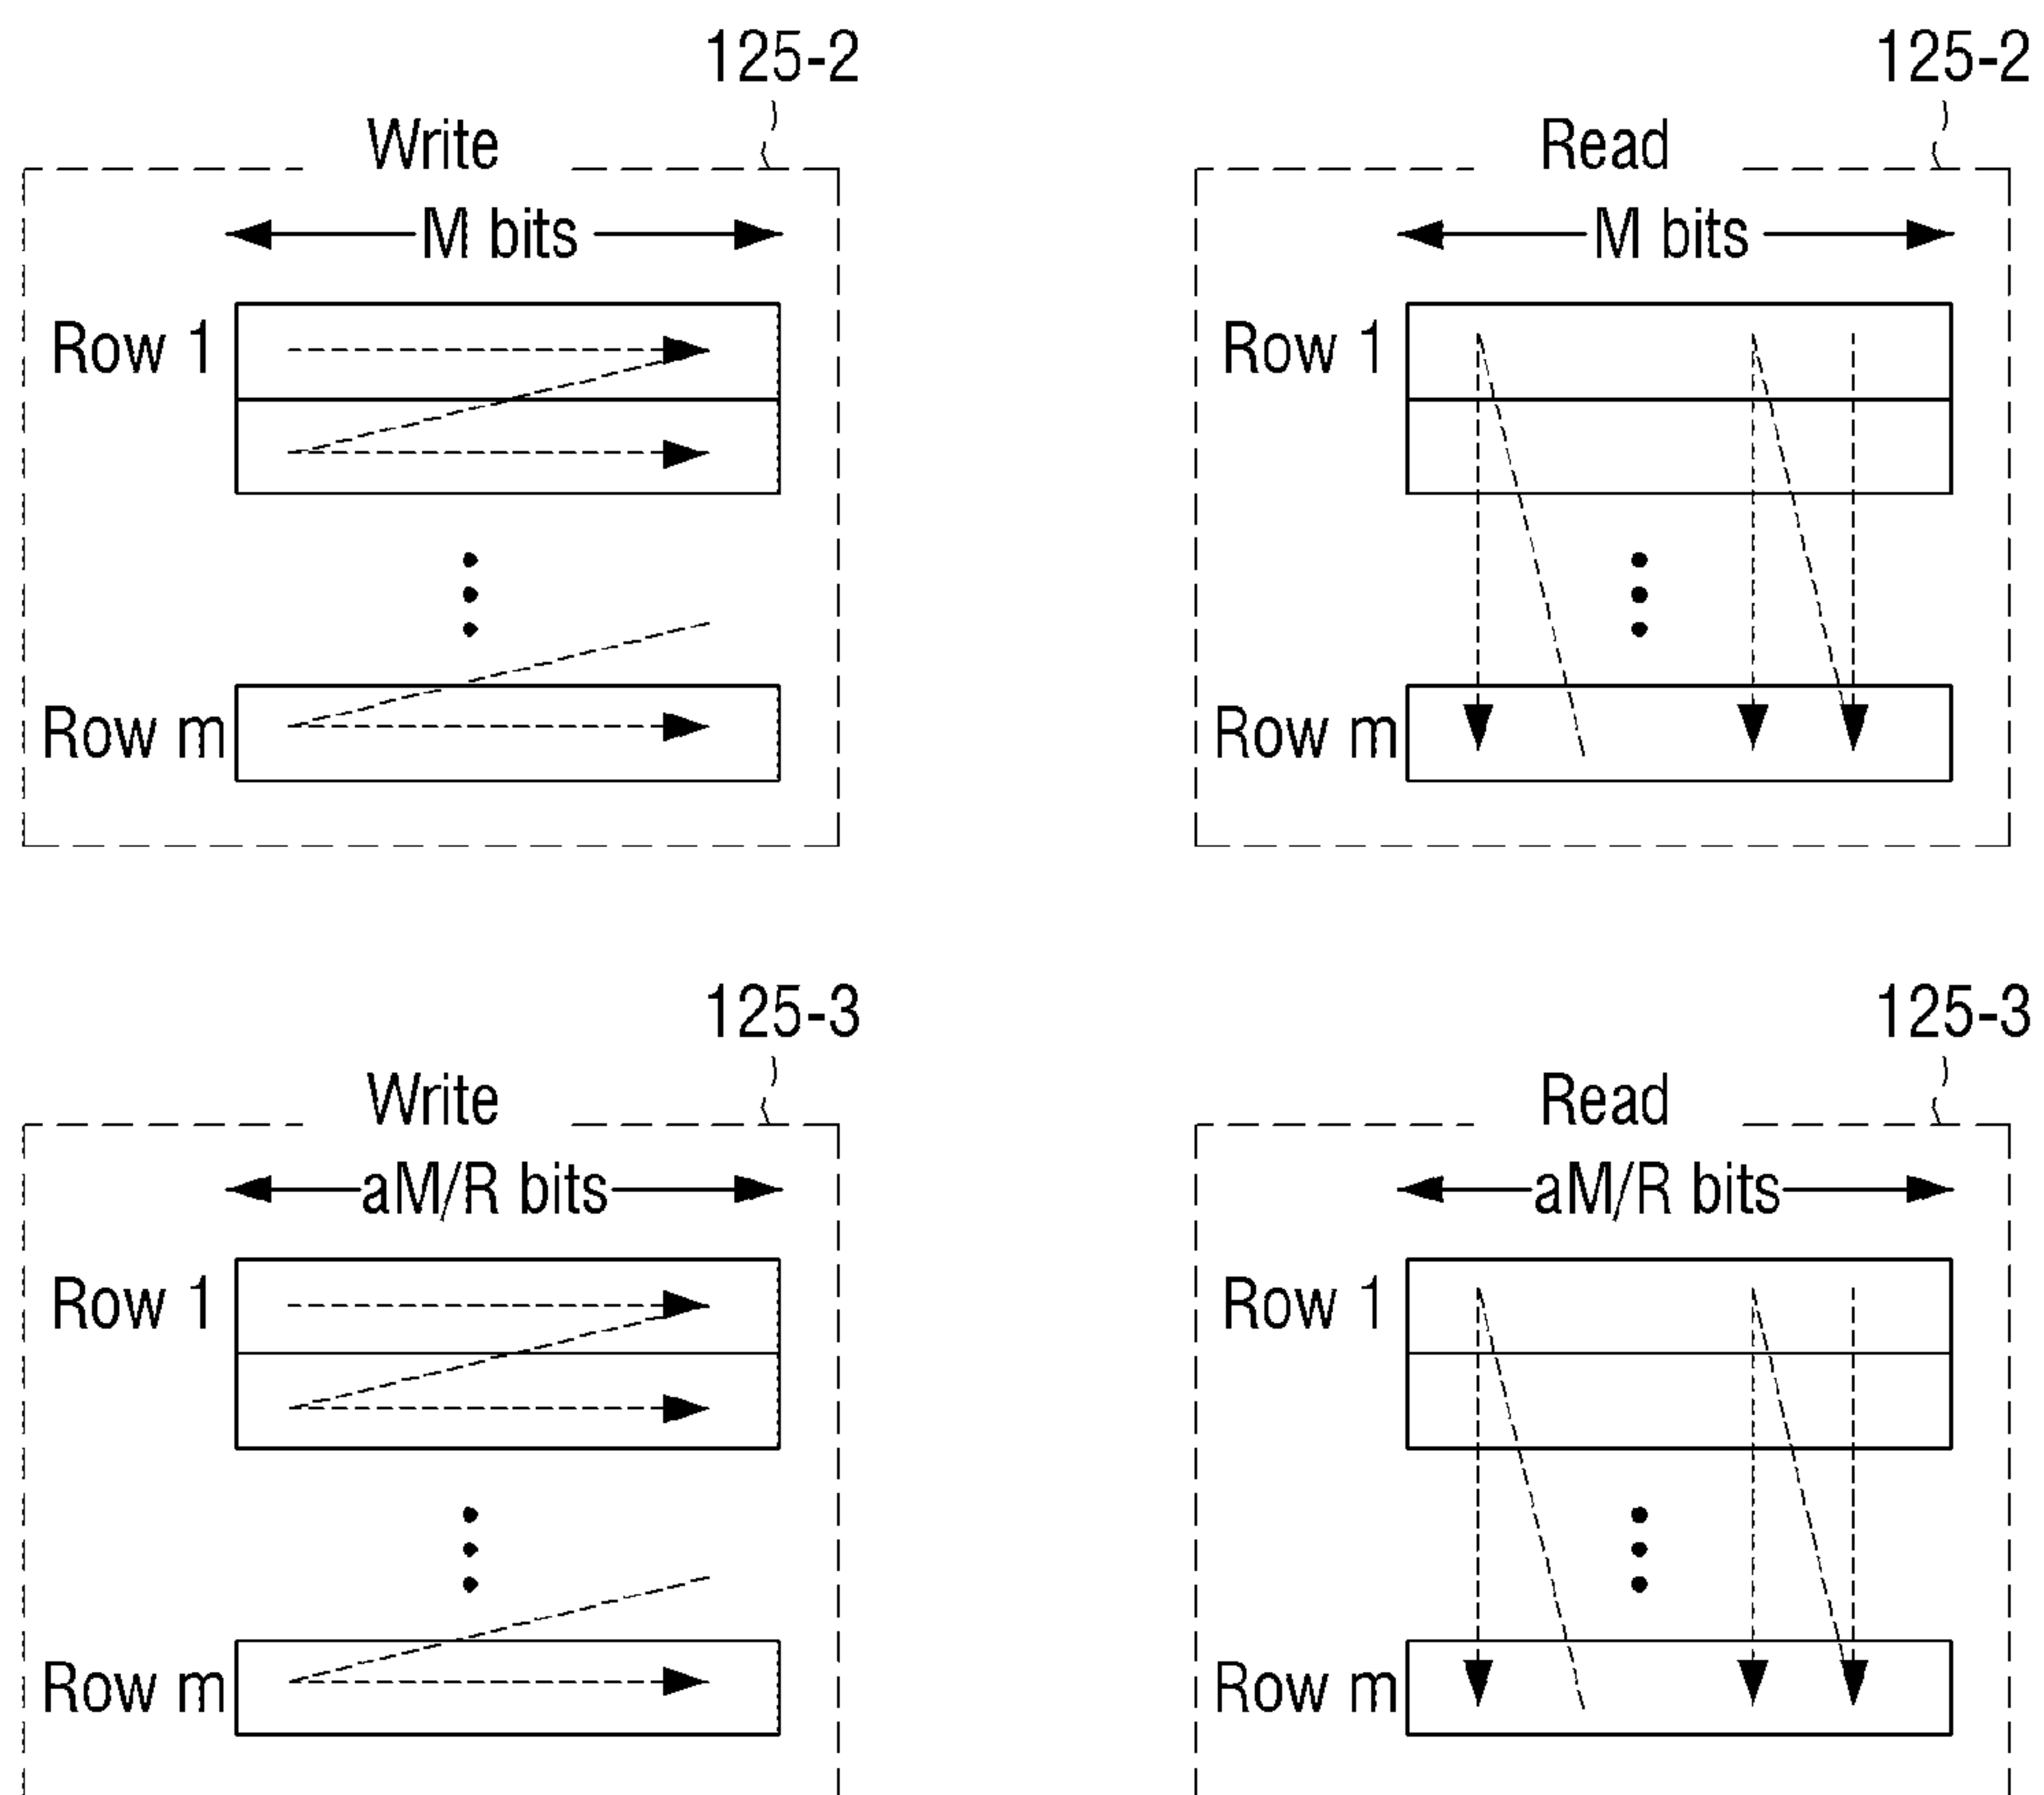 125-2
Write
M bits
Row 1
Row m
125-2
Read
M bits
Row 1
Row m
125-3
Write
aM/R bits
Row 1
Row m
125-3
Read
aM/R bits
Row 1
Row m